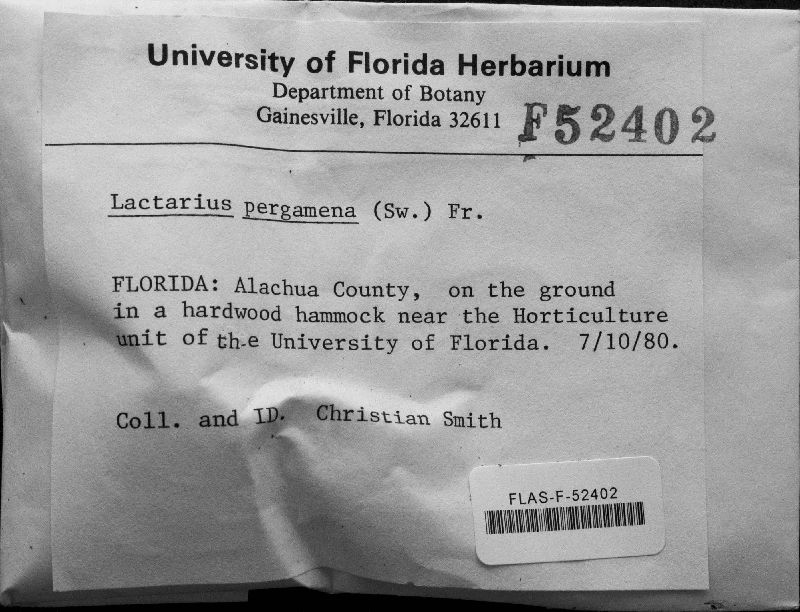 University of Florida Herbarium
Department of Botany
Gainesville, Florida 32611
F52402
Lactarius pergamena (Sw.) Fr.
FLORIDA: Alachua County, on the ground
in a hardwood hammock near the Horticulture
unit of the University of Florida. 7/10/80.
Coll. and ID. Christian Smith
FLAS-F-52402